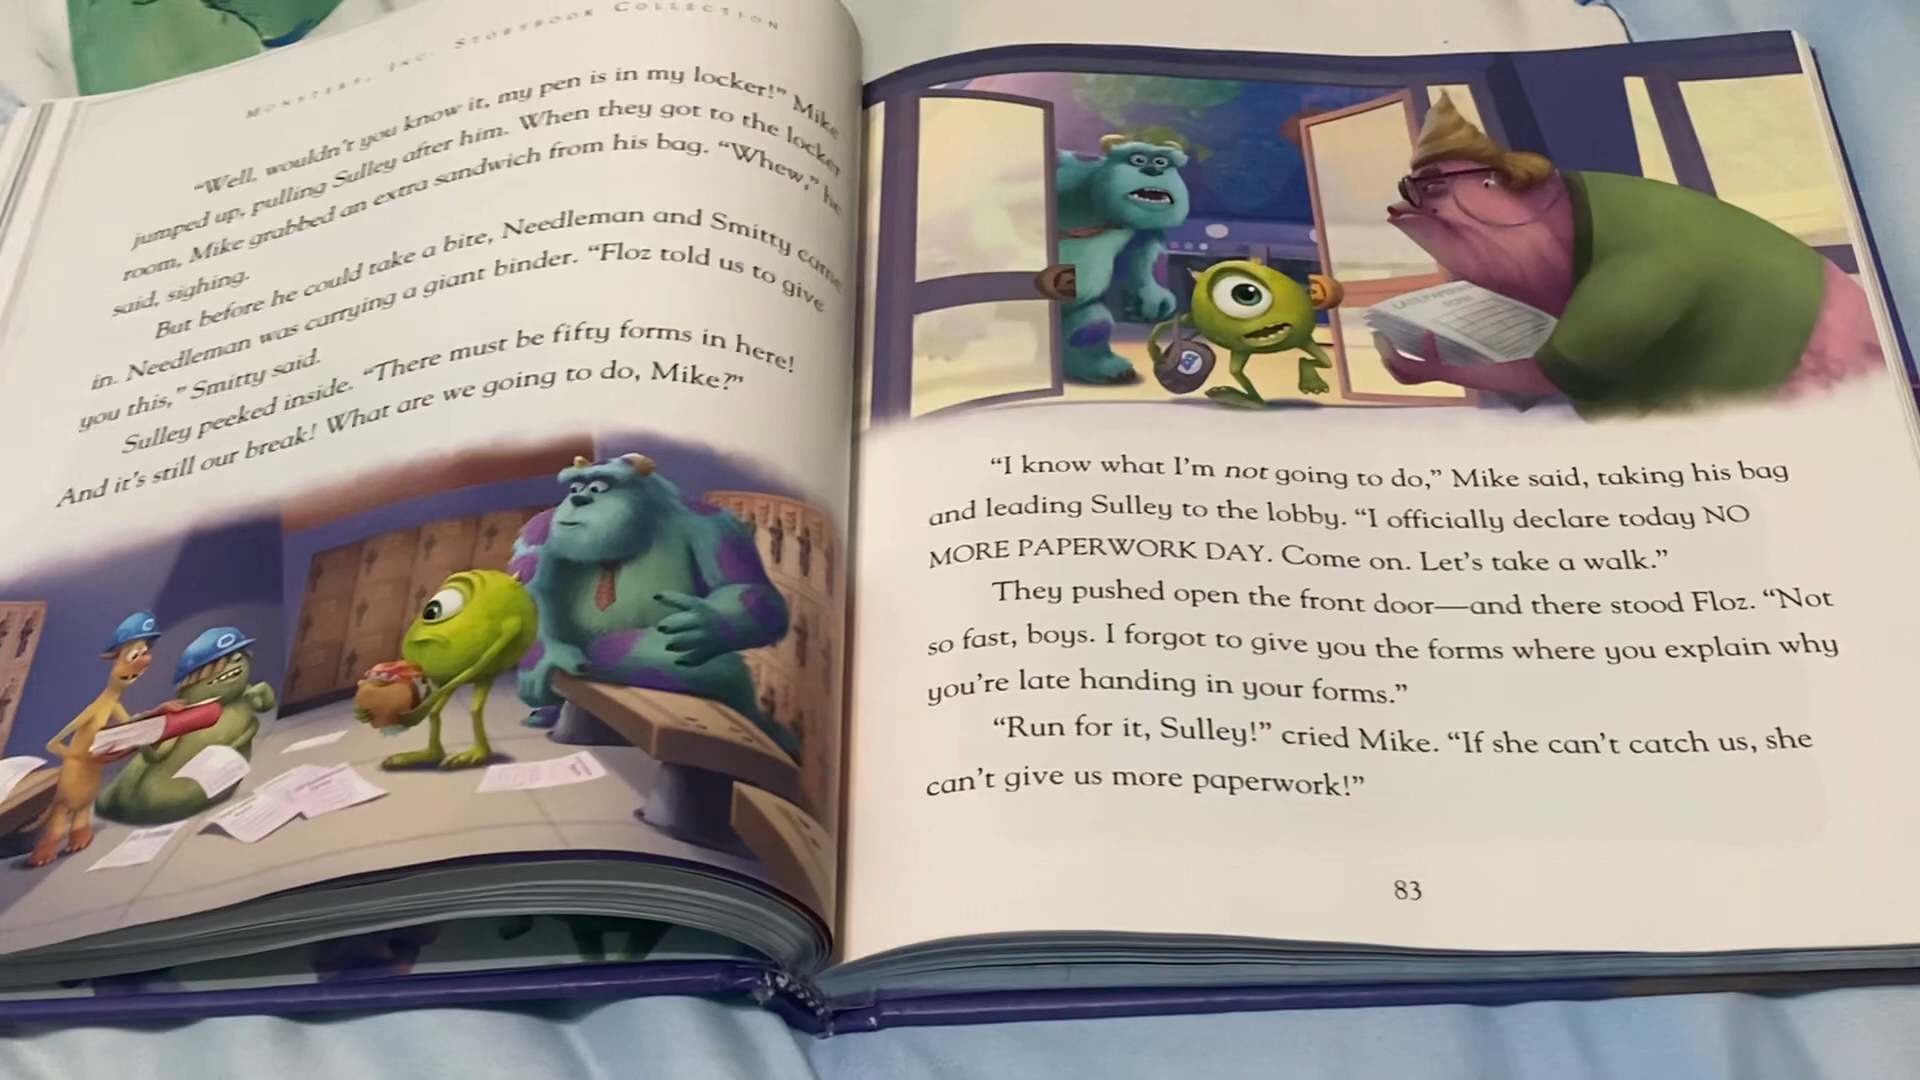 MONSTERS, INC. STORYBOOK COLLECTION
“Well, wouldn’t you know it, my pen is in my locker!” Mike
jumped up, pulling Sulley after him. When they got to the locker
room, Mike grabbed an extra sandwich from his bag. “Whew,” he
said, sighing.
But before he could take a bite, Needleman and Smitty came
in. Needleman was carrying a giant binder. “Floz told us to give
you this,” Smitty said.
Sulley peeked inside. “There must be fifty forms in here!
And it’s still our break! What are we going to do, Mike?”
“I know what I’m not going to do,” Mike said, taking his bag
and leading Sulley to the lobby. “I officially declare today NO
MORE PAPERWORK DAY. Come on. Let’s take a walk.”
They pushed open the front door—and there stood Floz. “Not
so fast, boys. I forgot to give you the forms where you explain why
you’re late handing in your forms.”
“Run for it, Sulley!” cried Mike. “If she can’t catch us, she
can’t give us more paperwork!”
83